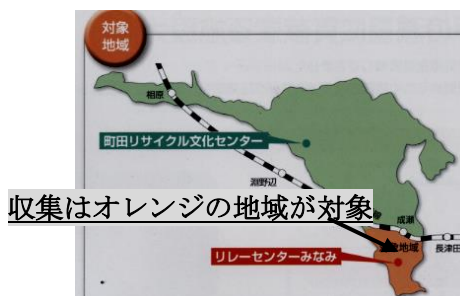 対象
地域
相原
町田リサイクル文化センター
淵野辺
収集はオレンジの地域が対象
成瀬
地域
長津田
リレーセンターみなみ